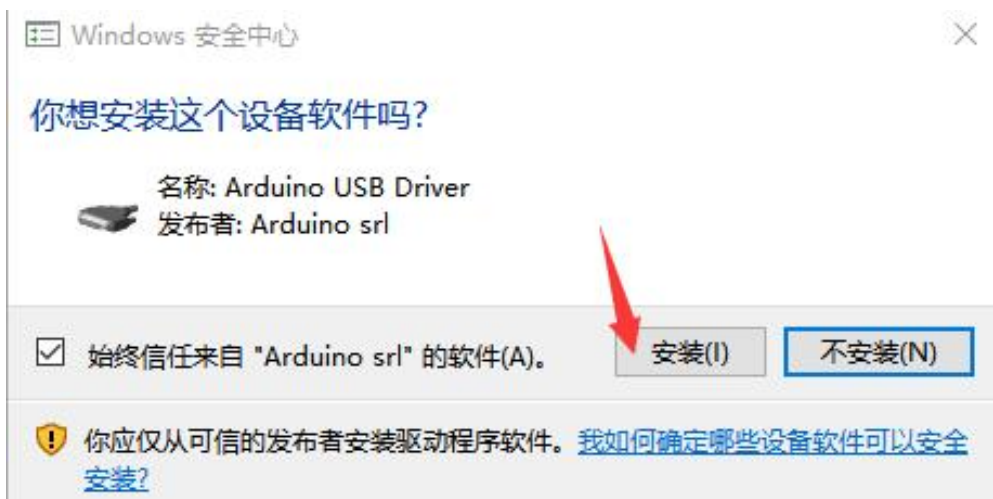 Windows 安全中心
你想安装这个设备软件吗?
名称: Arduino USB Driver
发布者: Arduino srl
始终信任来自 "Arduino srl" 的软件(A)。
安装(I)
不安装(N)
你应仅从可信的发布者安装驱动程序软件。我如何确定哪些设备软件可以安全
安装?